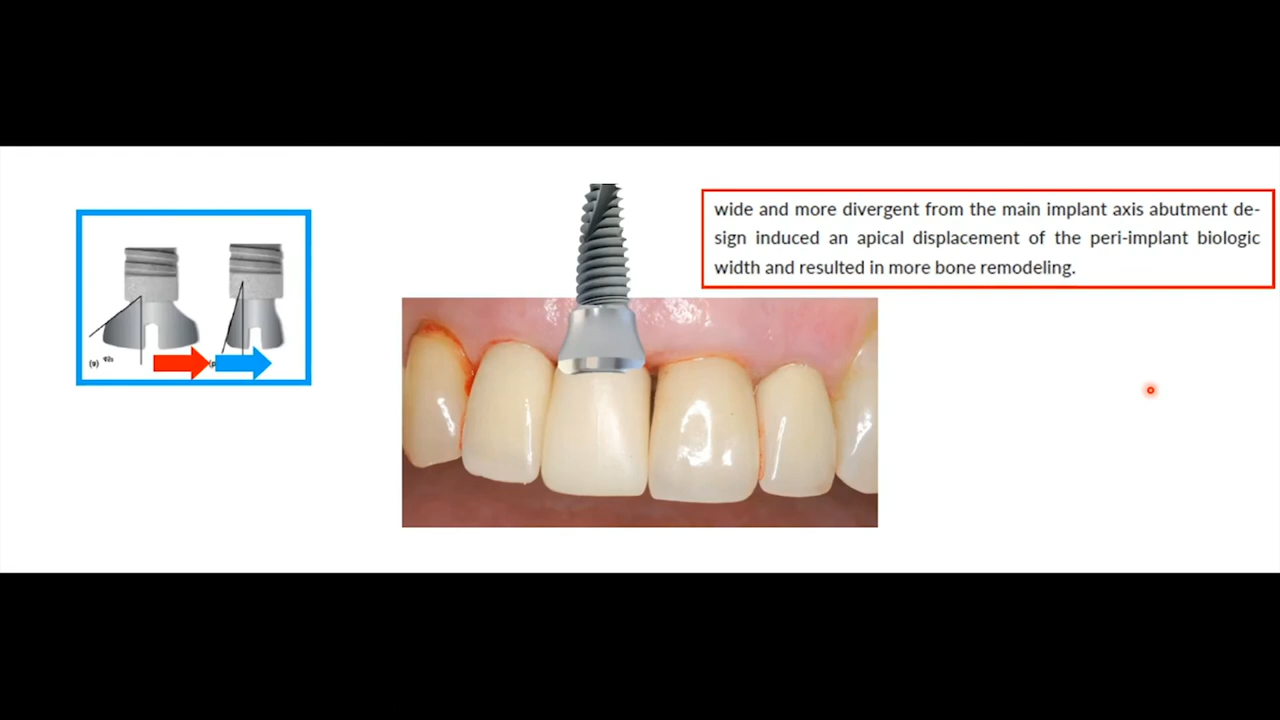 wide and more divergent from the main implant axis abutment de-
sign induced an apical displacement of the peri-implant biologic
width and resulted in more bone remodeling.